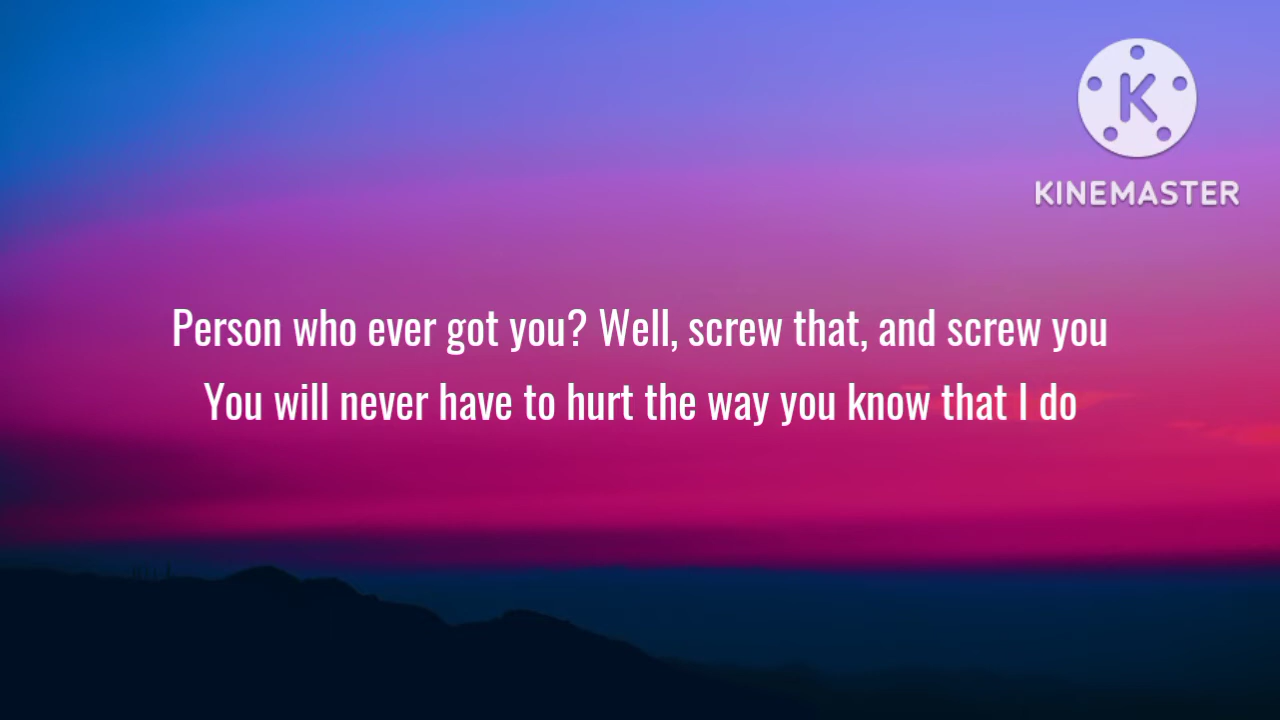 K
KINEMASTER
Person who ever got you? Well, screw that, and screw you
You will never have to hurt the way you know that I do